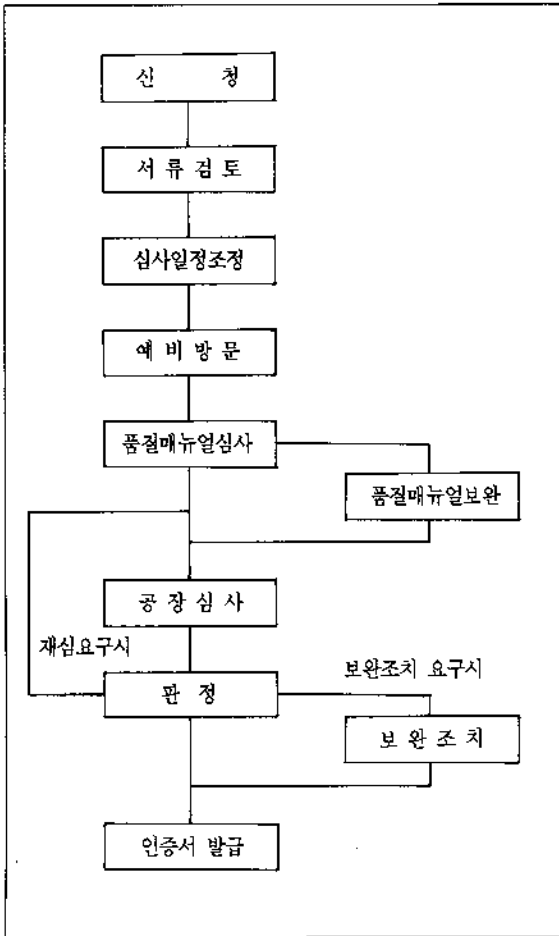 신 청
서 류 검 토
심사일정조정
예 비 방 문
품질매뉴얼심사
품질매뉴얼보완
공 장 심 사
재심요구시
보완조치 요구시
판 정
보 완 조 치
인증서 발급